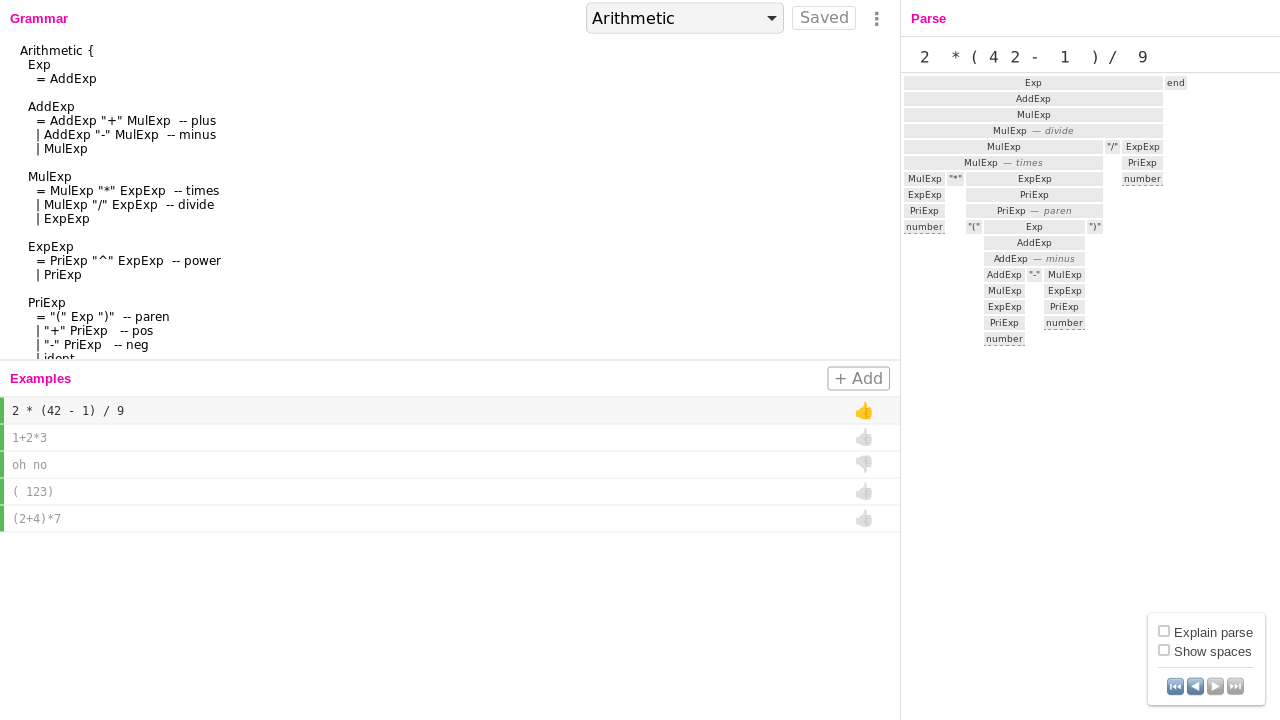 Grammar
Arithmetic
Saved
Arithmetic {
Exp
= AddExp
AddExp
= AddExp "+" MulExp -- plus
| AddExp "-" MulExp -- minus
| MulExp
MulExp
= MulExp "*" ExpExp -- times
| MulExp "/" ExpExp -- divide
| ExpExp
ExpExp
= PriExp "^" ExpExp -- power
| PriExp
PriExp
= "(" Exp ")" -- paren
| "+" PriExp -- pos
| "-" PriExp -- neg
| ident
Examples
+ Add
2 * (42 - 1) / 9
1+2*3
oh no
( 123)
(2+4)*7
Parse
2 * ( 4 2 - 1 ) / 9
Exp end
AddExp
MulExp
MulExp — divide
MulExp "/" ExpExp
MulExp — times PriExp
MulExp "*" ExpExp number
ExpExp PriExp
PriExp PriExp — paren
number "(" Exp ")"
AddExp
AddExp — minus
AddExp "-" MulExp
MulExp ExpExp
ExpExp PriExp
PriExp number
number
Explain parse
Show spaces